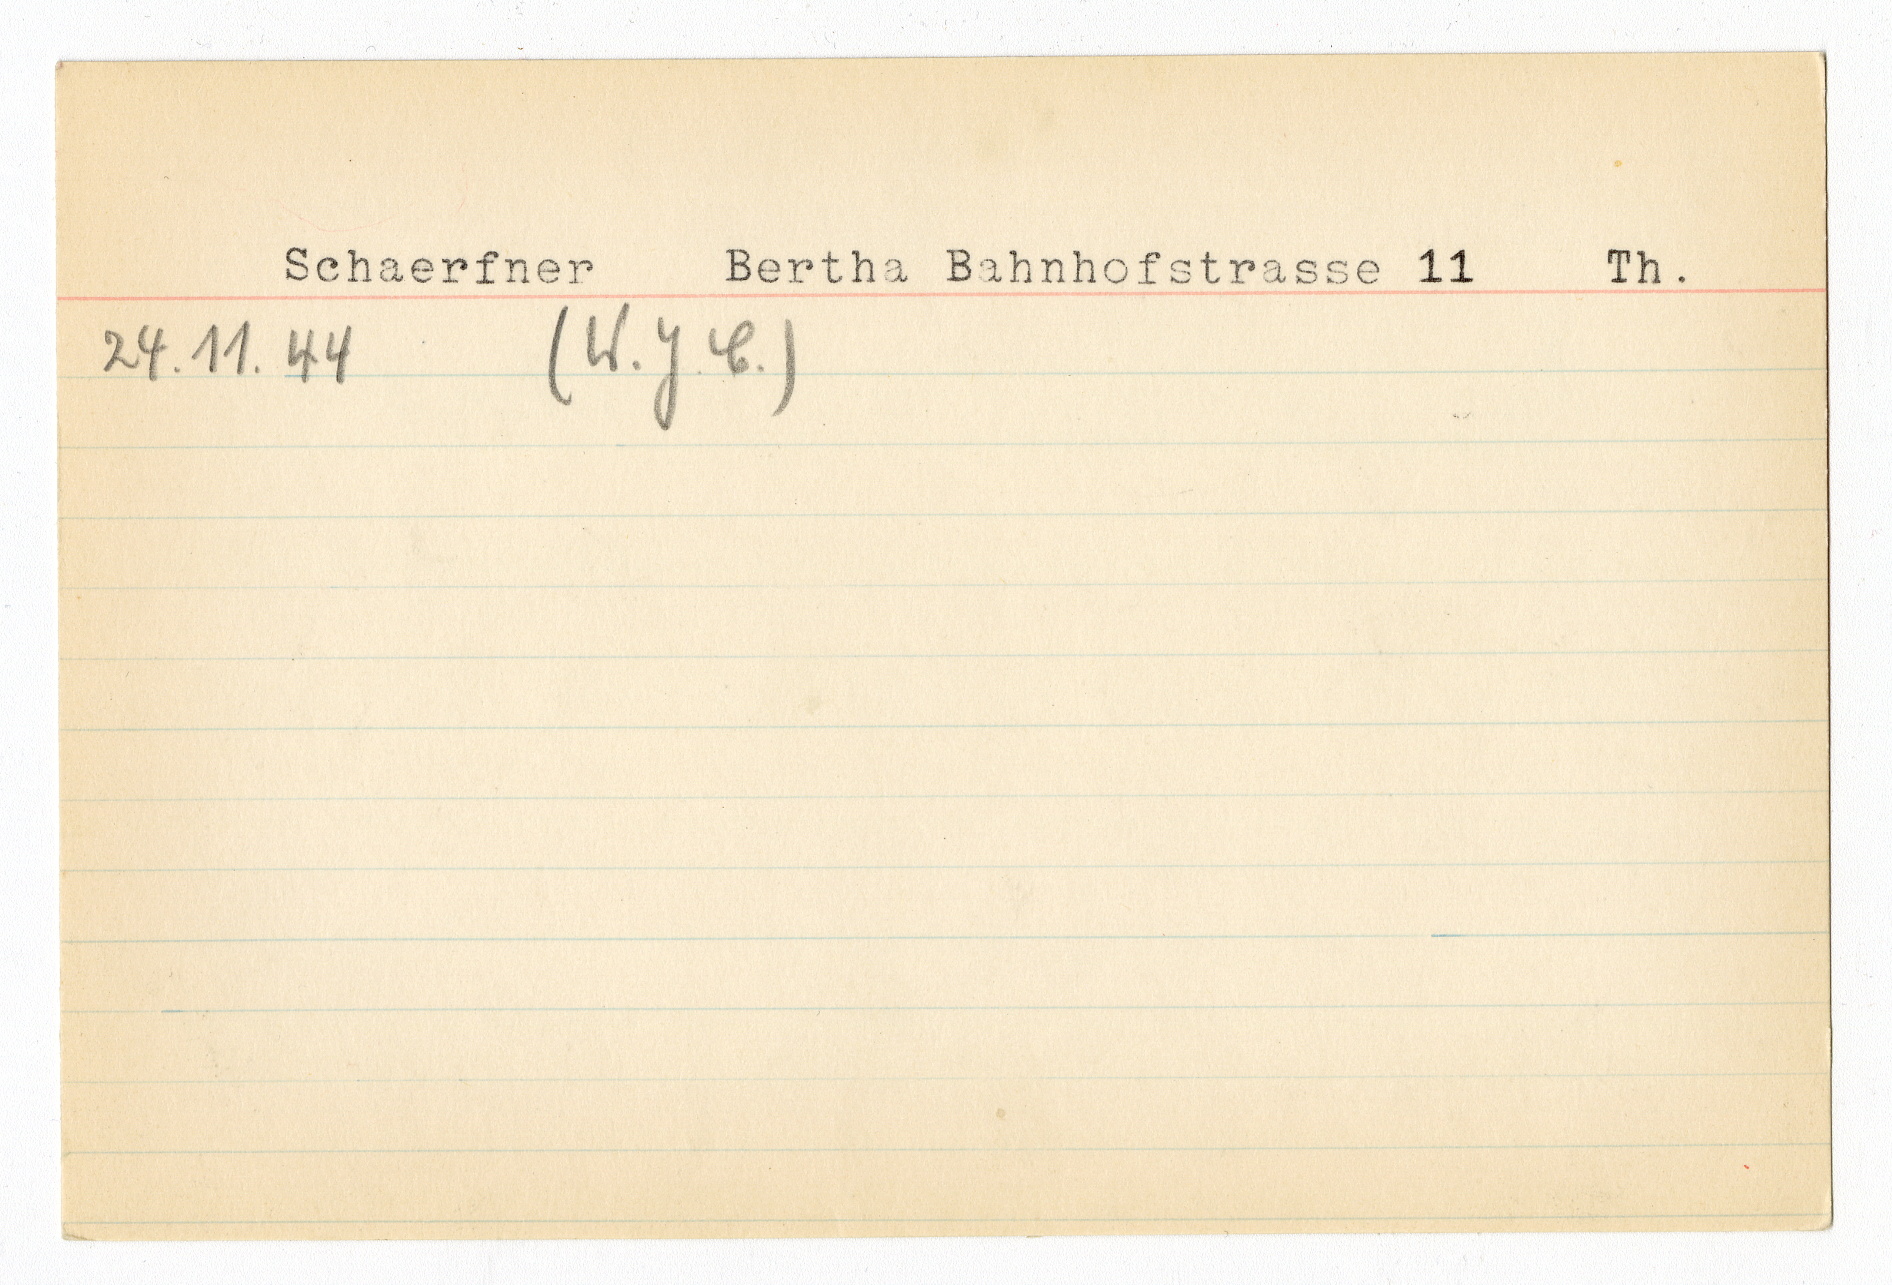 Schaerfner Bertha Bahnhofstrasse 11 Th.
24.11.44 (W.J.C.)